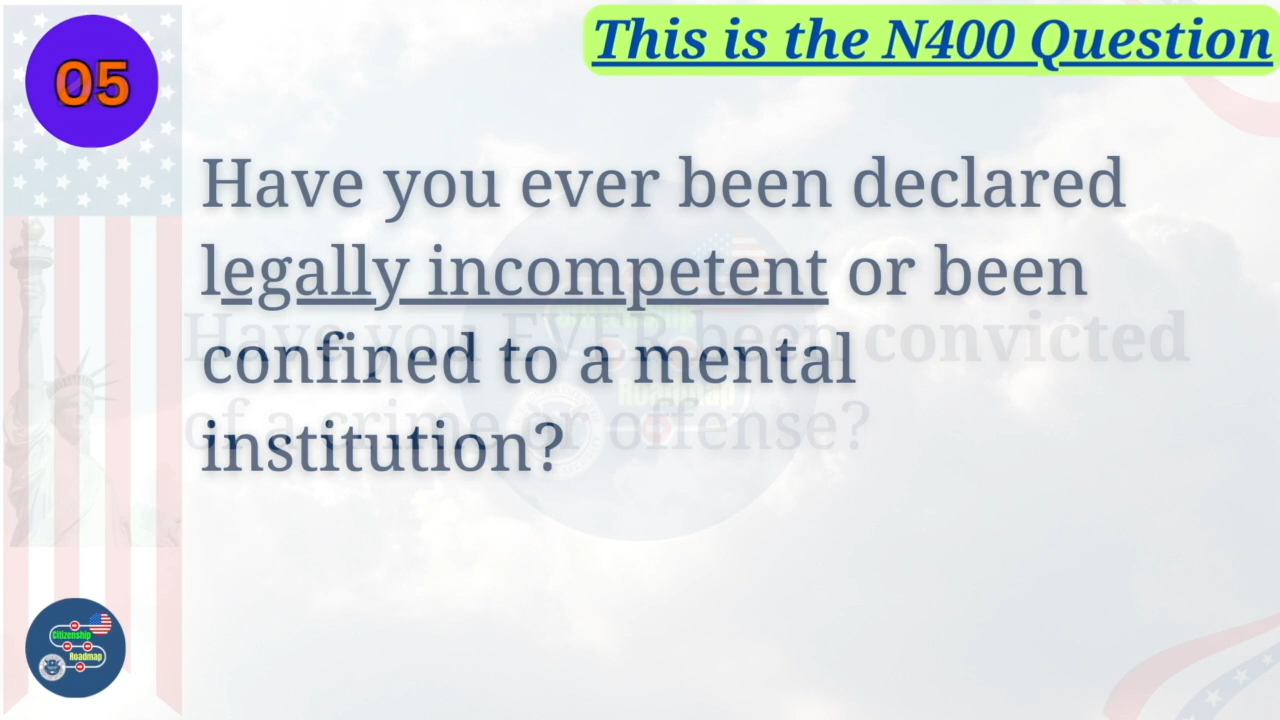 05
This is the N400 Question
Have you ever been declared
legally incompetent or been
confined to a mental
institution?
Have you EVER been convicted
of a crime or offense?
Roadmap
Citizenship
Roadmap